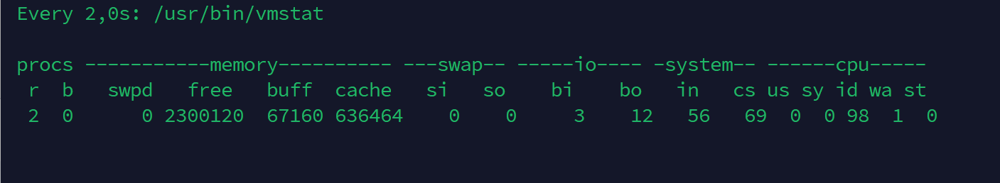 Every 2,0s: /usr/bin/vmstat
procs -----------memory---------- ---swap-- -----io---- -system-- ------cpu-----
 r  b   swpd   free   buff  cache   si   so    bi    bo   in   cs us sy id wa st
 2  0      0 2300120  67160 636464    0    0     3    12   56   69  0  0 98  1  0